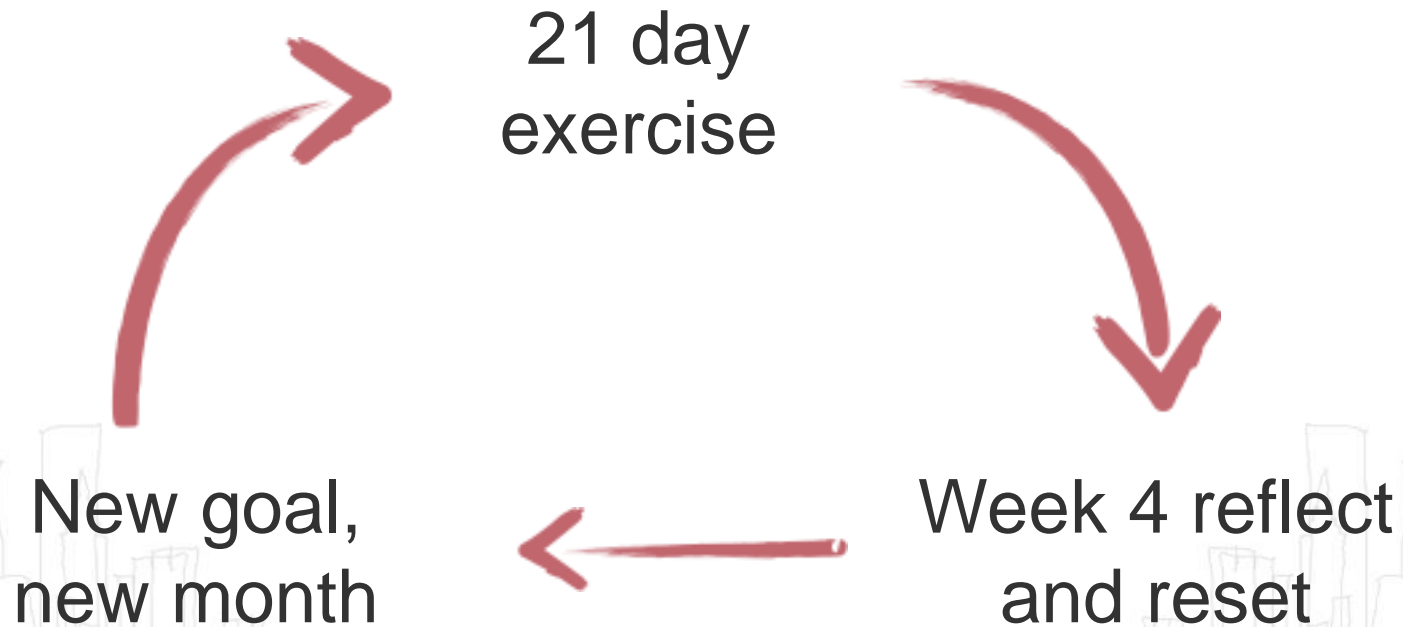 21 day
exercise
Week 4 reflect
and reset
New goal,
new month